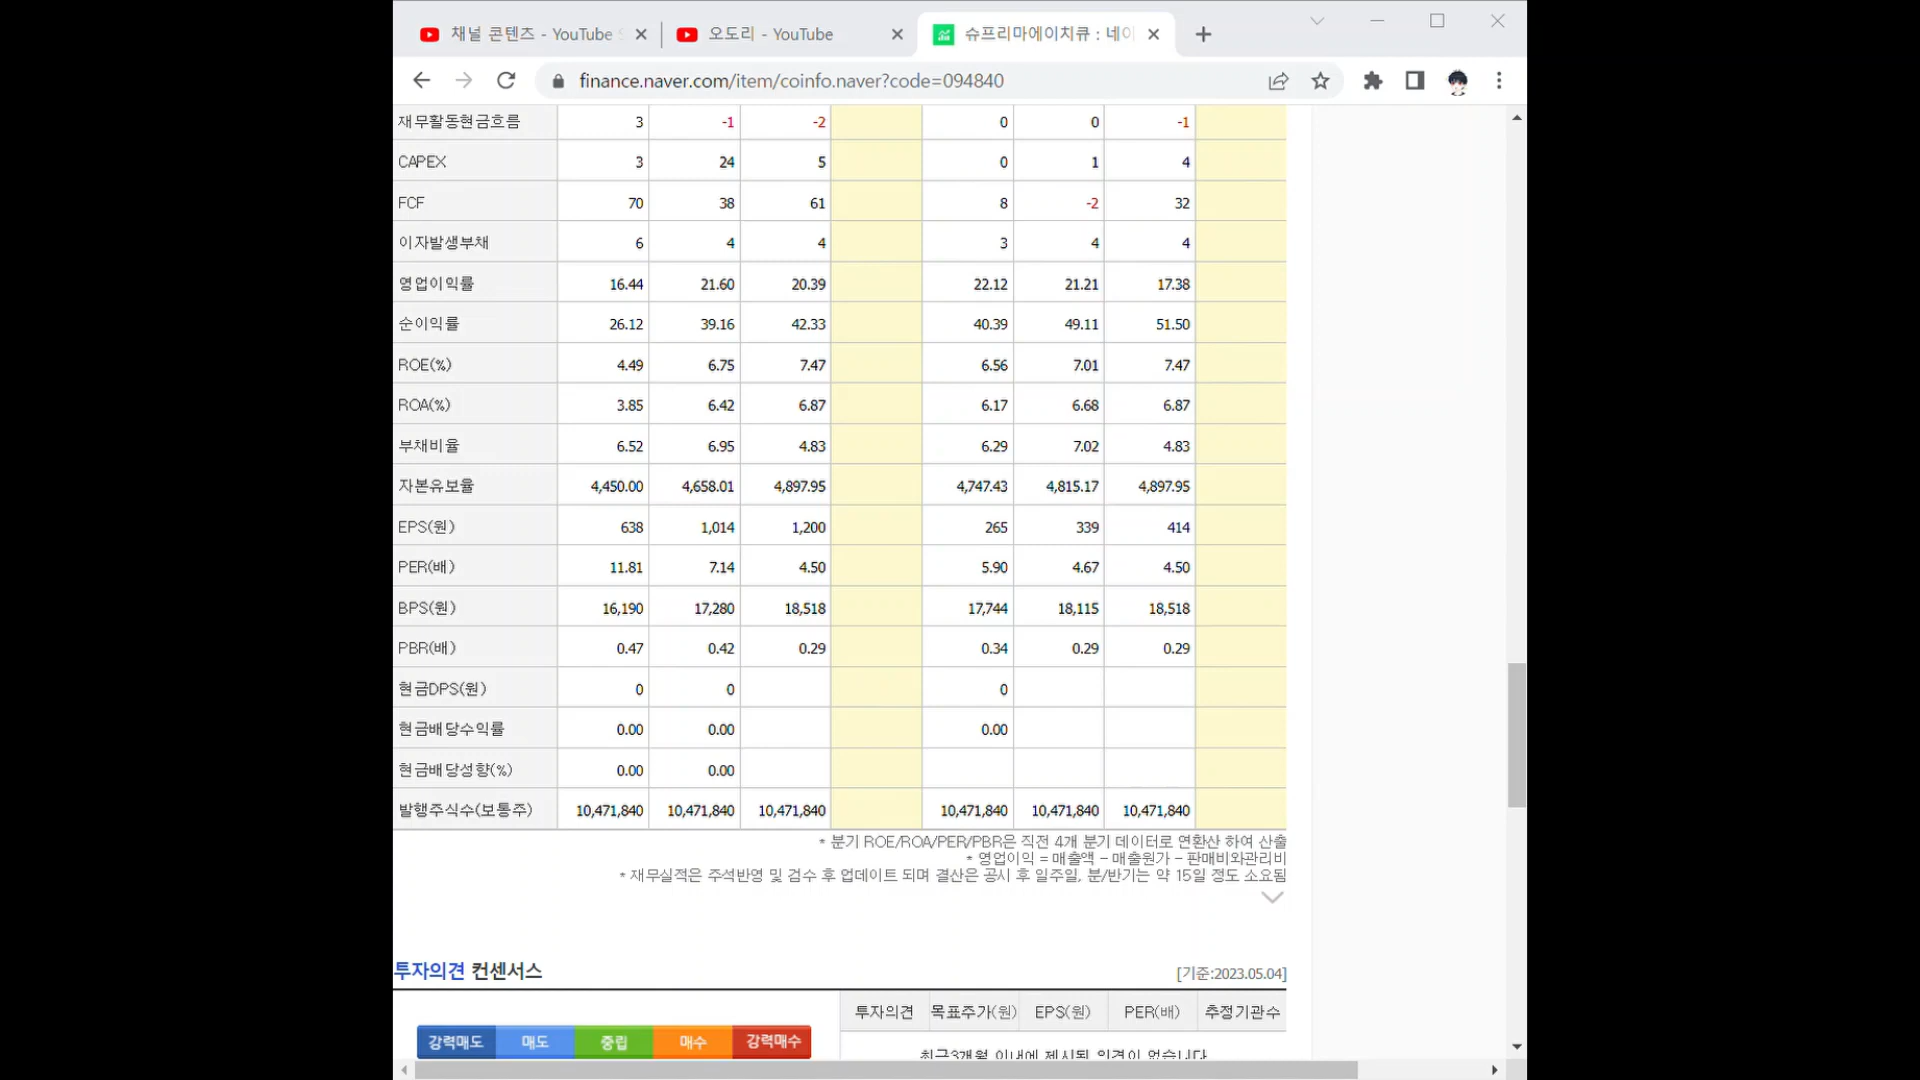 채널 콘텐츠 - YouTube
오도리 - YouTube
슈프리마에이치큐 : 네이
finance.naver.com/item/coinfo.naver?code=094840
재무활동현금흐름 3 -1 -2 0 0 -1
CAPEX 3 24 5 0 1 4
FCF 70 38 61 8 -2 32
이자발생부채 6 4 4 3 4 4
영업이익률 16.44 21.60 20.39 22.12 21.21 17.38
순이익률 26.12 39.16 42.33 40.39 49.11 51.50
ROE(%) 4.49 6.75 7.47 6.56 7.01 7.47
ROA(%) 3.85 6.42 6.87 6.17 6.68 6.87
부채비율 6.52 6.95 4.83 6.29 7.02 4.83
자본유보율 4,450.00 4,658.01 4,897.95 4,747.43 4,815.17 4,897.95
EPS(원) 638 1,014 1,200 265 339 414
PER(배) 11.81 7.14 4.50 5.90 4.67 4.50
BPS(원) 16,190 17,280 18,518 17,744 18,115 18,518
PBR(배) 0.47 0.42 0.29 0.34 0.29 0.29
현금DPS(원) 0 0 0
현금배당수익률 0.00 0.00 0.00
현금배당성향(%) 0.00 0.00
발행주식수(보통주) 10,471,840 10,471,840 10,471,840 10,471,840 10,471,840 10,471,840
* 분기 ROE/ROA/PER/PBR은 직전 4개 분기 데이터로 연환산 하여 산출
* 영업이익 = 매출액 - 매출원가 - 판매비와관리비
* 재무실적은 주석반영 및 검수 후 업데이트 되며 결산은 공시 후 일주일, 분/반기는 약 15일 정도 소요됨
투자의견 컨센서스 [기준:2023.05.04]
투자의견 목표주가(원) EPS(원) PER(배) 추정기관수
강력매도 매도 중립 매수 강력매수
최근3개월 이내에 제시된 의견이 없습니다